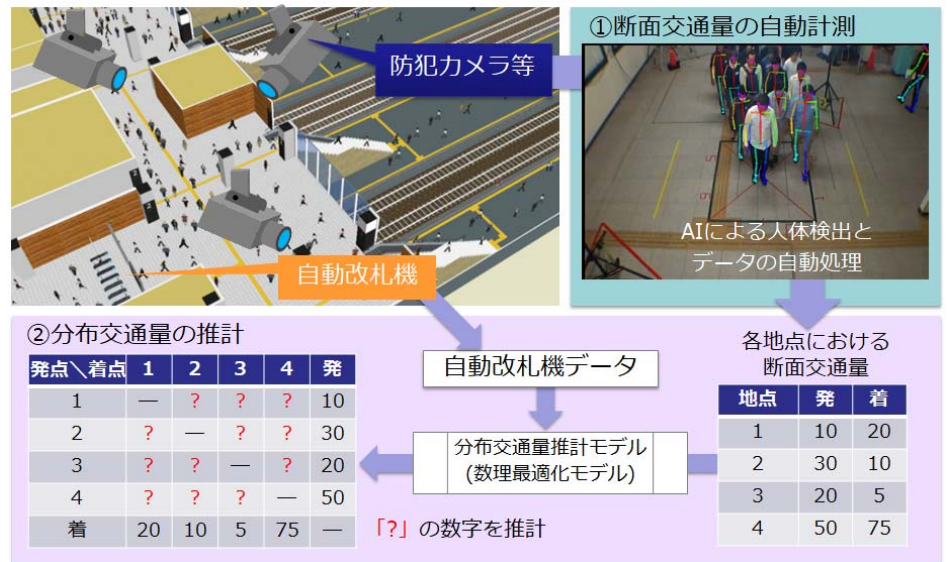 防犯カメラ等
自動改札機
①断面交通量の自動計測
AIによる人体検出と
データの自動処理
②分布交通量の推計
発点＼着点 1 2 3 4 発
1 — ? ? ? 10
2 ? — ? ? 30
3 ? ? — ? 20
4 ? ? ? — 50
着 20 10 5 75 —
自動改札機データ
分布交通量推計モデル
(数理最適化モデル)
「?」の数字を推計
各地点における
断面交通量
地点 発 着
1 10 20
2 30 10
3 20 5
4 50 75